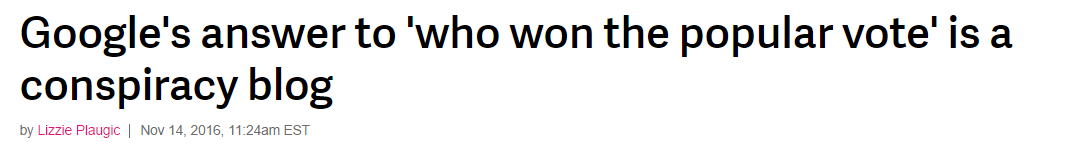 Google's answer to 'who won the popular vote' is a
conspiracy blog
by Lizzie Plaugic | Nov 14, 2016, 11:24am EST